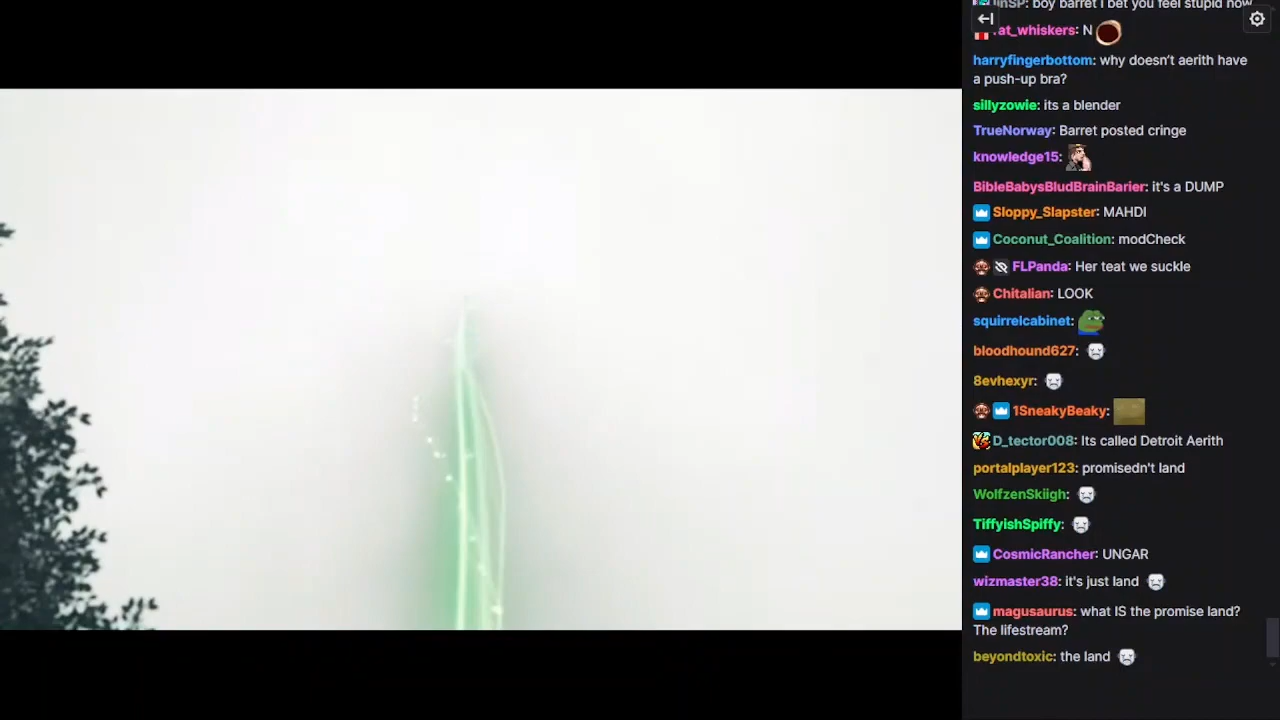 boy barret i bet you feel stupid now
at_whiskers: N
harryfingerbottom: why doesn't aerith have
a push-up bra?
sillyzowie: its a blender
TrueNorway: Barret posted cringe
knowledge15:
BibleBabysBludBrainBarier: it's a DUMP
Sloppy_Slapster: MAHDI
Coconut_Coalition: modCheck
FLPanda: Her teat we suckle
Chitalian: LOOK
squirrelcabinet:
bloodhound627:
8evhexyr:
1SneakyBeaky:
D_tector008: Its called Detroit Aerith
portalplayer123: promisedn't land
WolfzenSkiigh:
TiffyishSpiffy:
CosmicRancher: UNGAR
wizmaster38: it's just land
magusaurus: what IS the promise land?
The lifestream?
beyondtoxic: the land